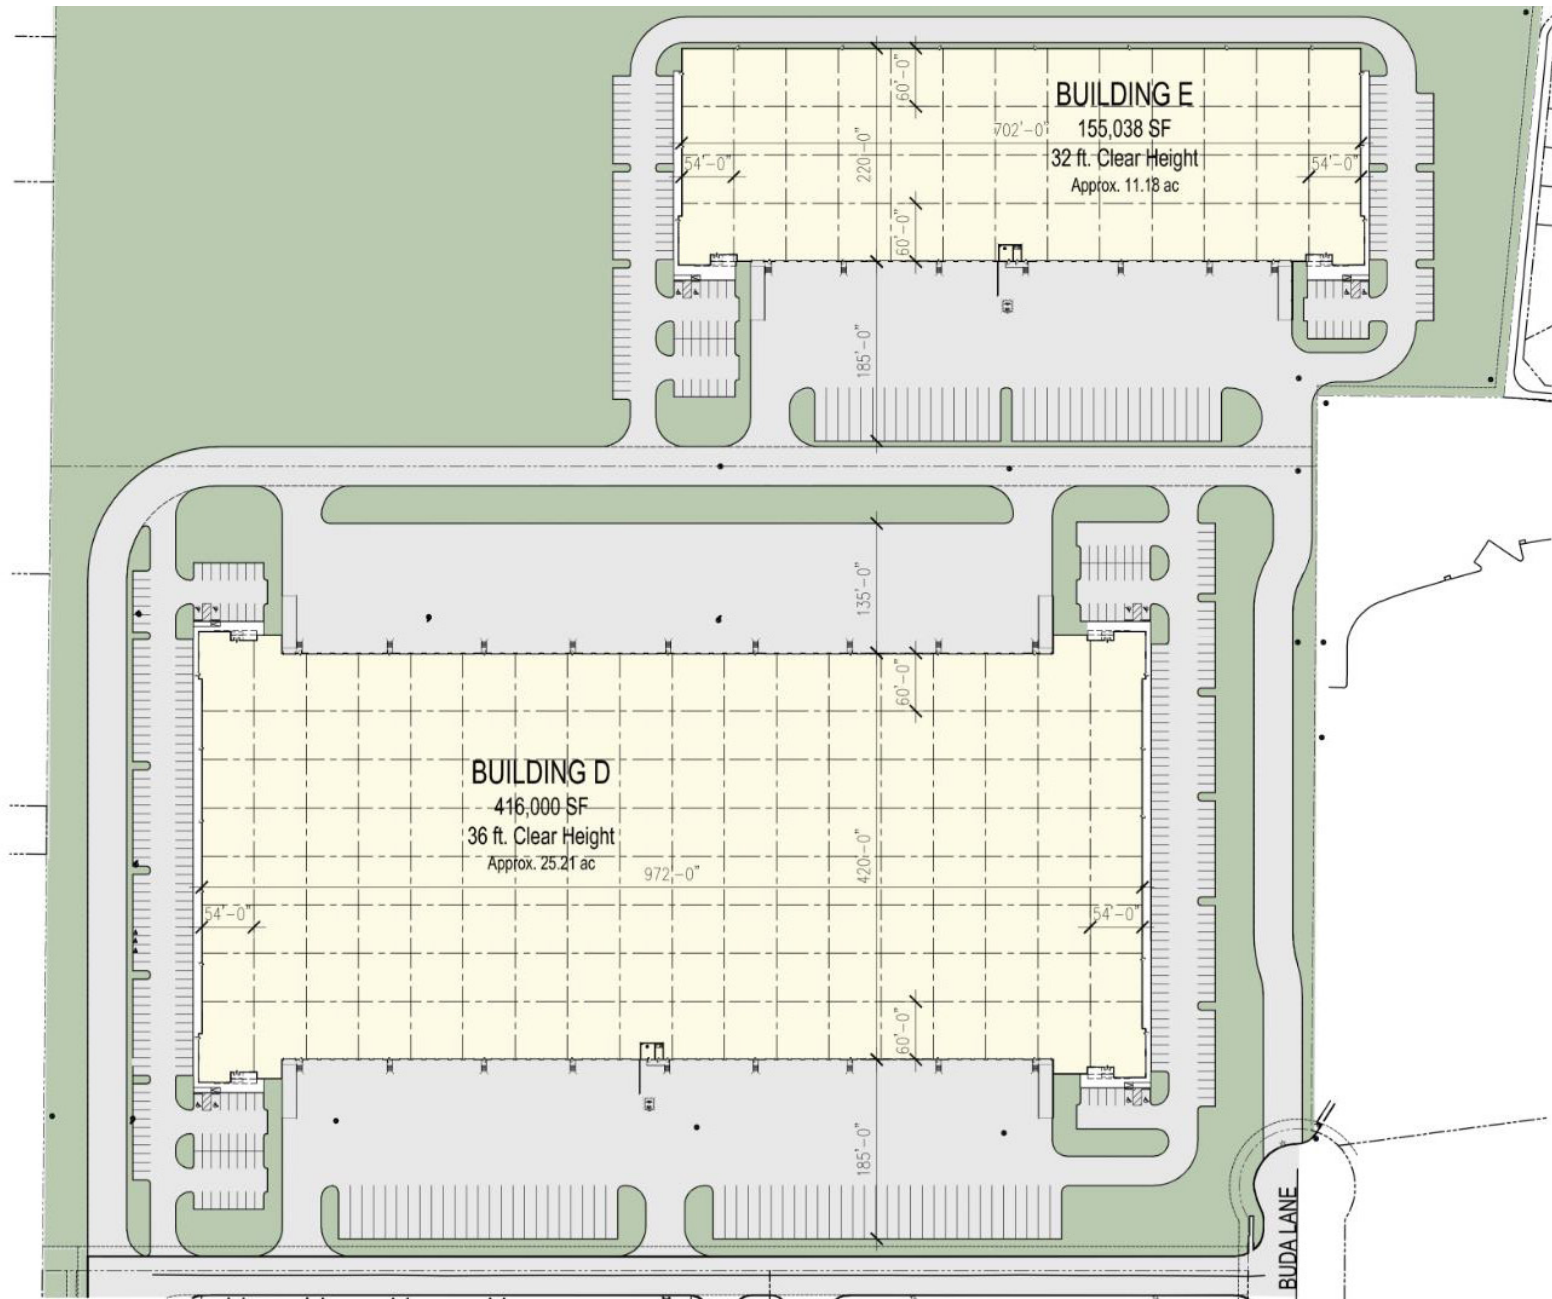 60'-0"
BUILDING E
702'-0"
155,038 SF
220'-0"
32 ft. Clear Height
54'-0"
54'-0"
Approx. 11.18 ac
60'-0"
185'-0"
135'-0"
60'-0"
BUILDING D
416,000 SF
36 ft. Clear Height
Approx. 25.21 ac
972'-0"
420'-0"
54'-0"
54'-0"
60'-0"
185'-0"
BUDA LANE